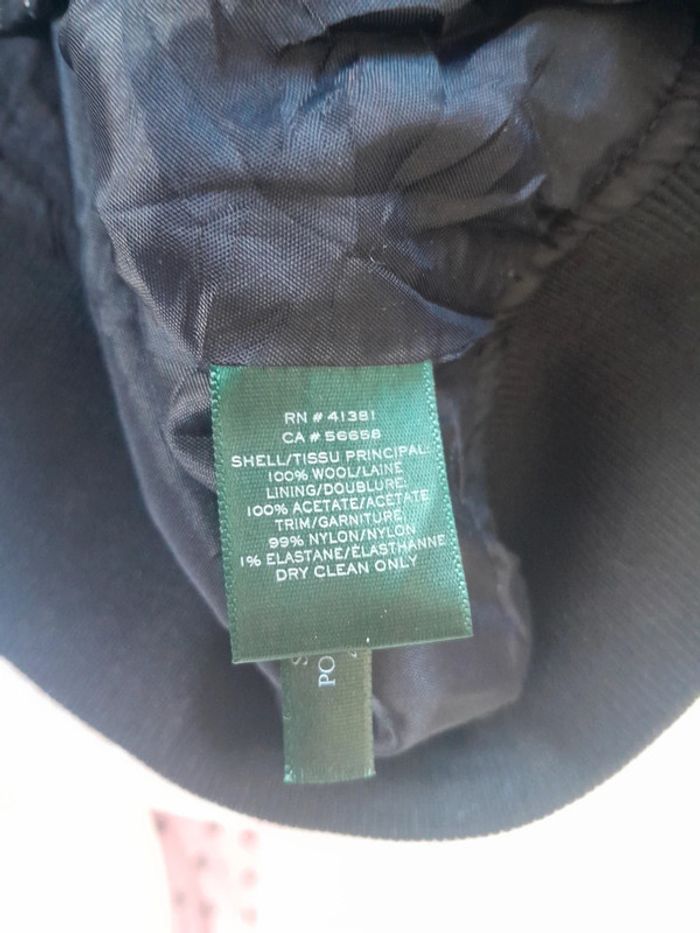 RN # 41381
CA # 56658
SHELL/TISSU PRINCIPAL:
100% WOOL/LAINE
LINING/DOUBLURE:
100% ACETATE/ACÉTATE
TRIM/GARNITURE:
99% NYLON/NYLON
1% ELASTANE/ÉLASTHANNE
DRY CLEAN ONLY
PO